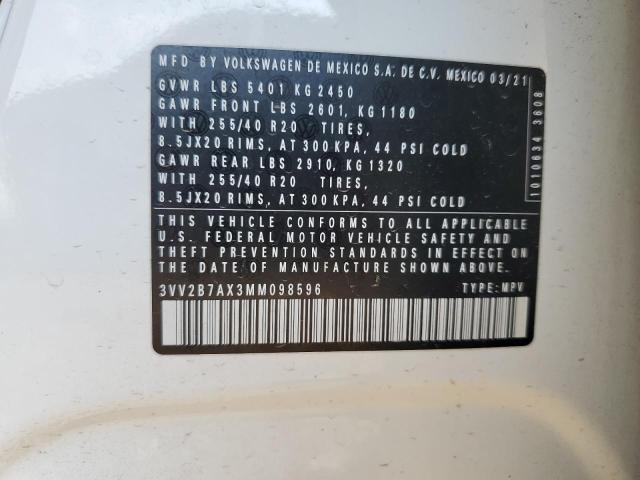 MFD BY VOLKSWAGEN DE MEXICO S.A. DE C.V. MEXICO 03/21
GVWR LBS 5401 KG 2450
GAWR FRONT LBS 2601, KG 1180
WITH 255/40 R20 TIRES,
8.5JX20 RIMS, AT 300 KPA, 44 PSI COLD
GAWR REAR LBS 2910, KG 1320
WITH 255/40 R20 TIRES,
8.5JX20 RIMS, AT 300 KPA, 44 PSI COLD
THIS VEHICLE CONFORMS TO ALL APPLICABLE
U.S. FEDERAL MOTOR VEHICLE SAFETY AND
THEFT PREVENTION STANDARDS IN EFFECT ON
THE DATE OF MANUFACTURE SHOWN ABOVE
3VV2B7AX3MM098596 TYPE: MPV
1010634 3608